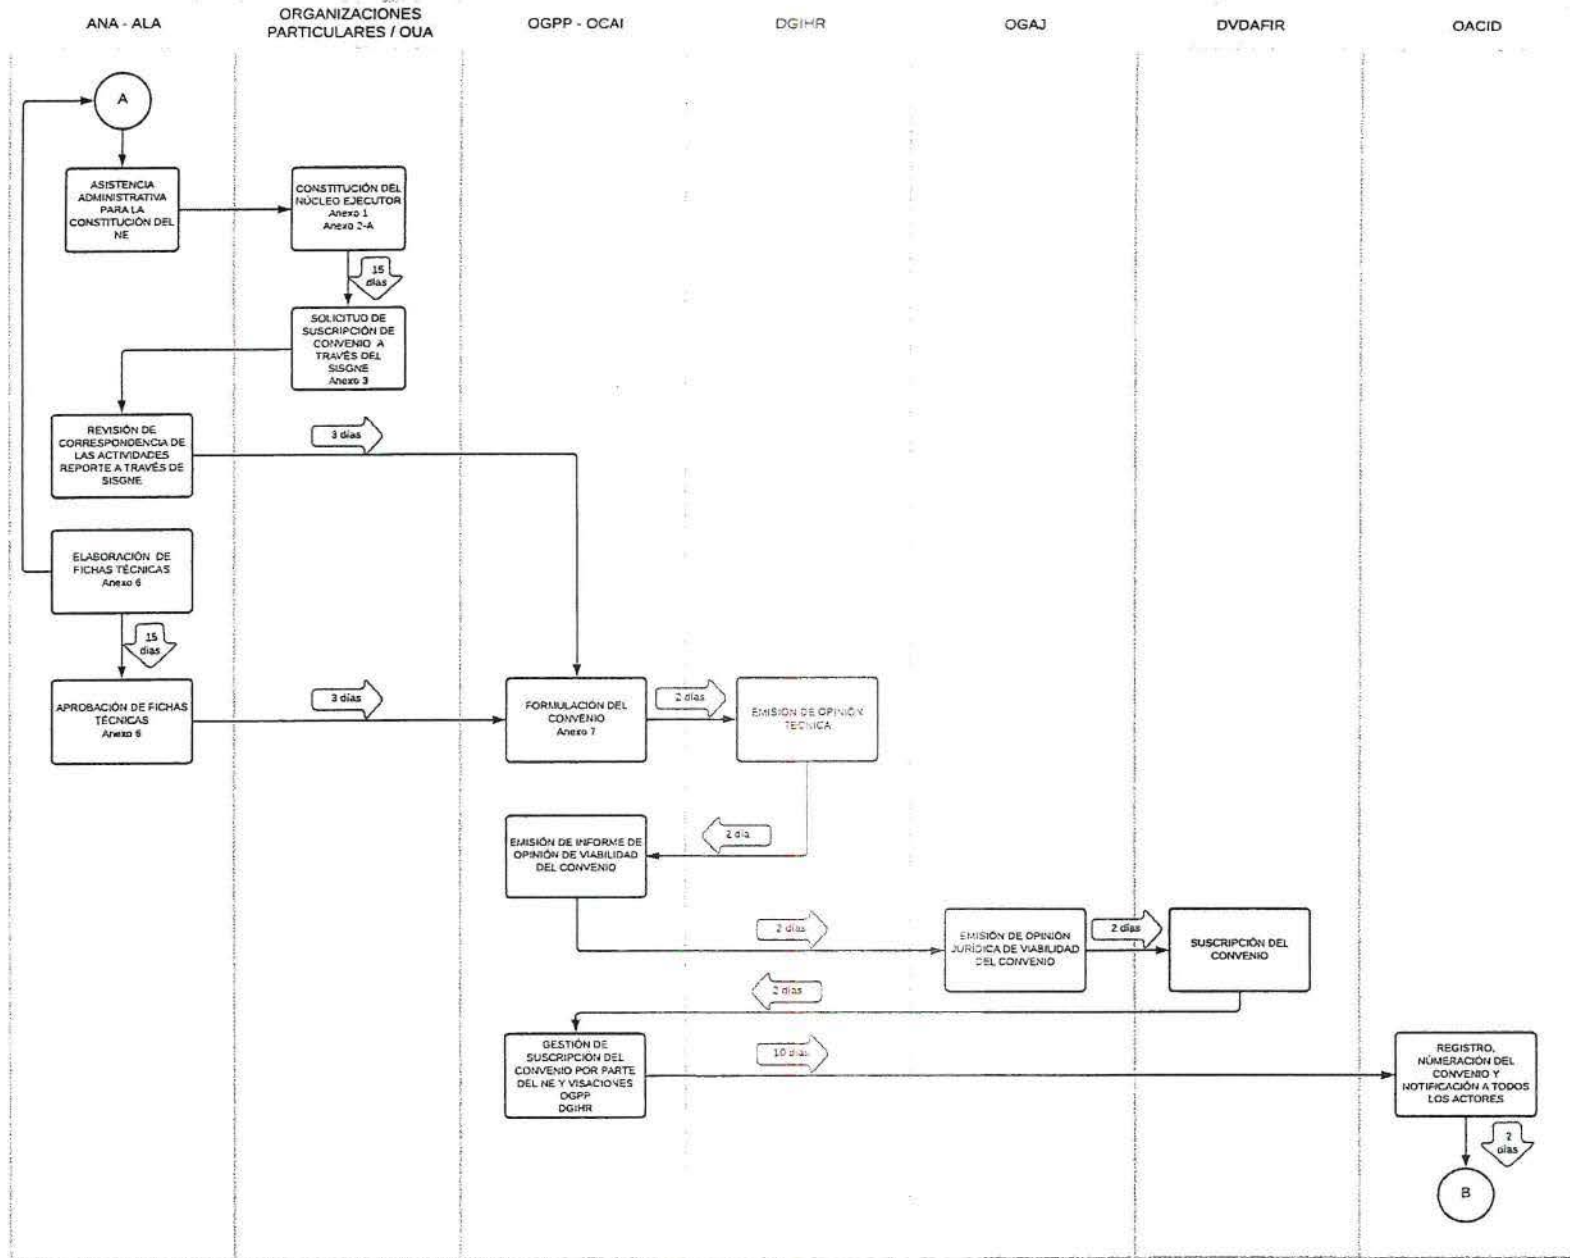 ANA - ALA
ORGANIZACIONES
PARTICULARES / OUA
OGPP - OCAI
DGIHR
OGAJ
DVDAFIR
OACID
A
ASISTENCIA
ADMINISTRATIVA
PARA LA
CONSTITUCIÓN DEL
NE
CONSTITUCIÓN DEL
NÚCLEO EJECUTOR
Anexo 1
Anexo 2-A
15
días
SOLICITUD DE
SUSCRIPCIÓN DE
CONVENIO A
TRAVÉS DEL
SISGNE
Anexo 3
REVISIÓN DE
CORRESPONDENCIA DE
LAS ACTIVIDADES
REPORTE A TRAVÉS DE
SISGNE
3 días
ELABORACIÓN DE
FICHAS TÉCNICAS
Anexo 6
15
días
APROBACIÓN DE FICHAS
TÉCNICAS
Anexo 6
3 días
FORMULACIÓN DEL
CONVENIO
Anexo 7
2 días
EMISIÓN DE OPINIÓN
TECNICA
2 día
EMISIÓN DE INFORME DE
OPINIÓN DE VIABILIDAD
DEL CONVENIO
2 días
EMISIÓN DE OPINIÓN
JURÍDICA DE VIABILIDAD
DEL CONVENIO
2 días
SUSCRIPCIÓN DEL
CONVENIO
2 días
GESTIÓN DE
SUSCRIPCIÓN DEL
CONVENIO POR PARTE
DEL NE Y VISACIONES
OGPP
DGIHR
10 días
REGISTRO,
NÚMERACIÓN DEL
CONVENIO Y
NOTIFICACIÓN A TODOS
LOS ACTORES
2
días
B